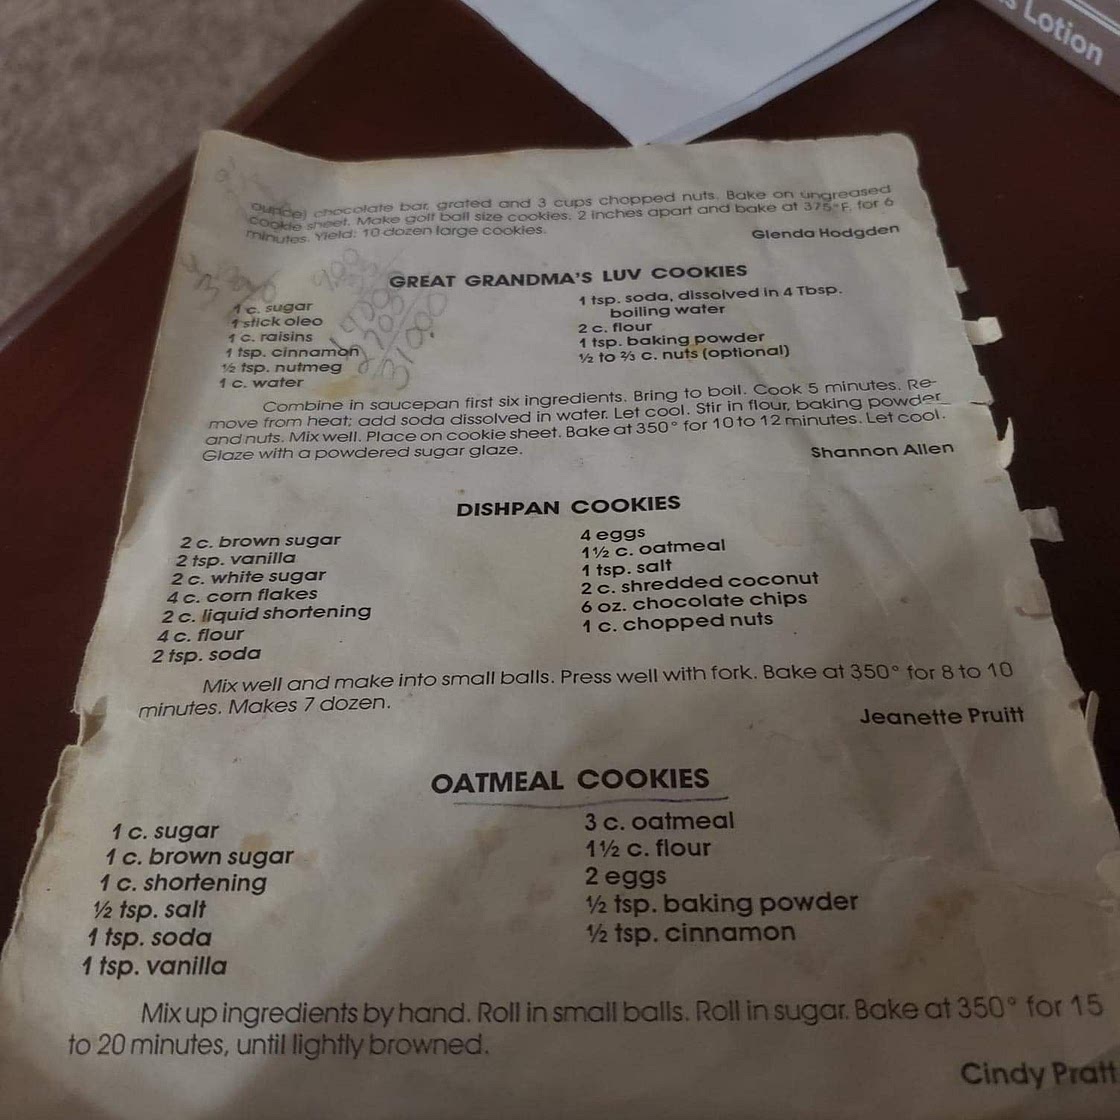 Lotion
ounce) chocolate bar, grated and 3 cups chopped nuts. Bake on ungreased
cookie sheet. Make golf ball size cookies. 2 inches apart and bake at 375°F. for 6
minutes. Yield: 10 dozen large cookies.
Glenda Hodgden
GREAT GRANDMA'S LUV COOKIES
1 c. sugar
1 stick oleo
1 c. raisins
1 tsp. cinnamon
½ tsp. nutmeg
1 c. water
1 tsp. soda, dissolved in 4 Tbsp.
boiling water
2 c. flour
1 tsp. baking powder
½ to ⅔ c. nuts (optional)
Combine in saucepan first six ingredients. Bring to boil. Cook 5 minutes. Re-
move from heat; add soda dissolved in water. Let cool. Stir in flour, baking powder
and nuts. Mix well. Place on cookie sheet. Bake at 350° for 10 to 12 minutes. Let cool.
Glaze with a powdered sugar glaze.
Shannon Allen
DISHPAN COOKIES
2 c. brown sugar
2 tsp. vanilla
2 c. white sugar
4 c. corn flakes
2 c. liquid shortening
4 c. flour
2 tsp. soda
4 eggs
1½ c. oatmeal
1 tsp. salt
2 c. shredded coconut
6 oz. chocolate chips
1 c. chopped nuts
Mix well and make into small balls. Press well with fork. Bake at 350° for 8 to 10
minutes. Makes 7 dozen.
Jeanette Pruitt
OATMEAL COOKIES
1 c. sugar
1 c. brown sugar
1 c. shortening
½ tsp. salt
1 tsp. soda
1 tsp. vanilla
3 c. oatmeal
1½ c. flour
2 eggs
½ tsp. baking powder
½ tsp. cinnamon
Mix up ingredients by hand. Roll in small balls. Roll in sugar. Bake at 350° for 15
to 20 minutes, until lightly browned.
Cindy Pratt